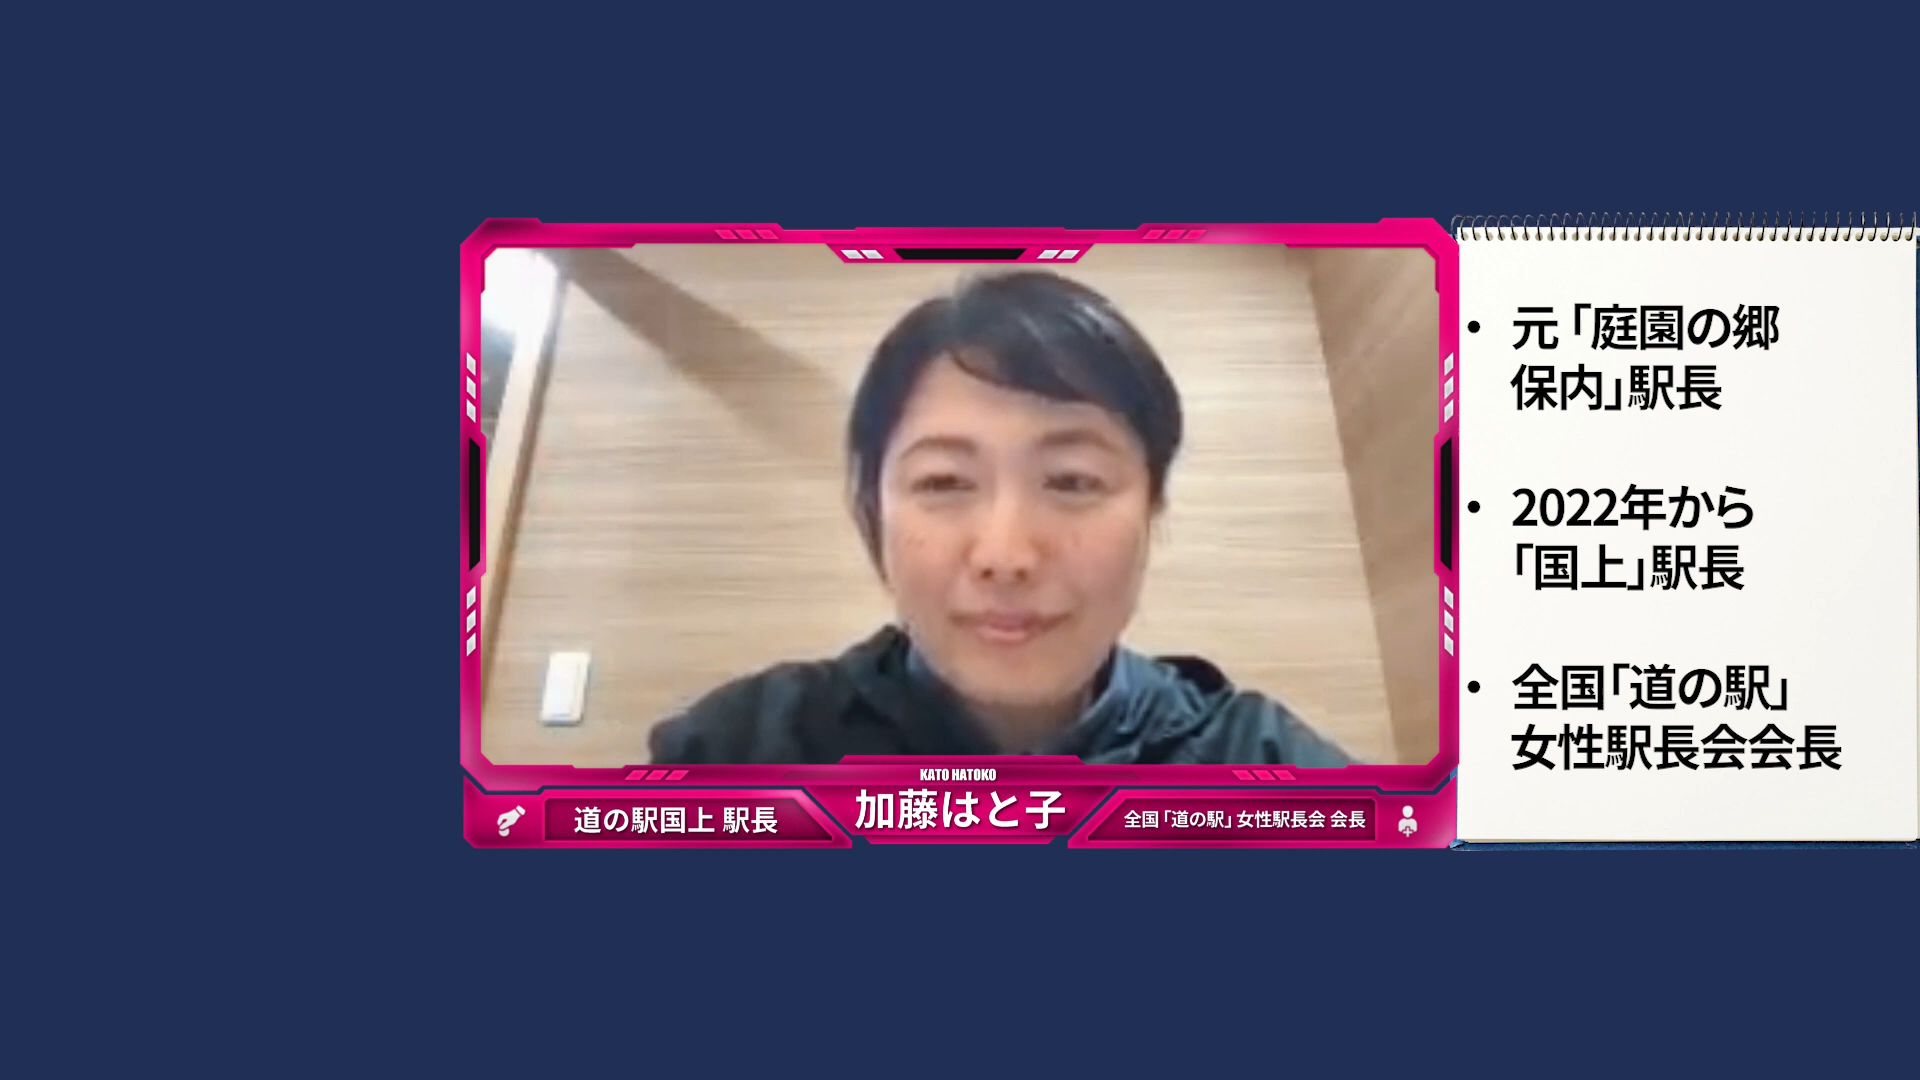 KATO HATOKO
道の駅国上 駅長
加藤はと子
全国「道の駅」女性駅長会 会長
• 元「庭園の郷
保内」駅長
• 2022年から
「国上」駅長
• 全国「道の駅」
女性駅長会会長